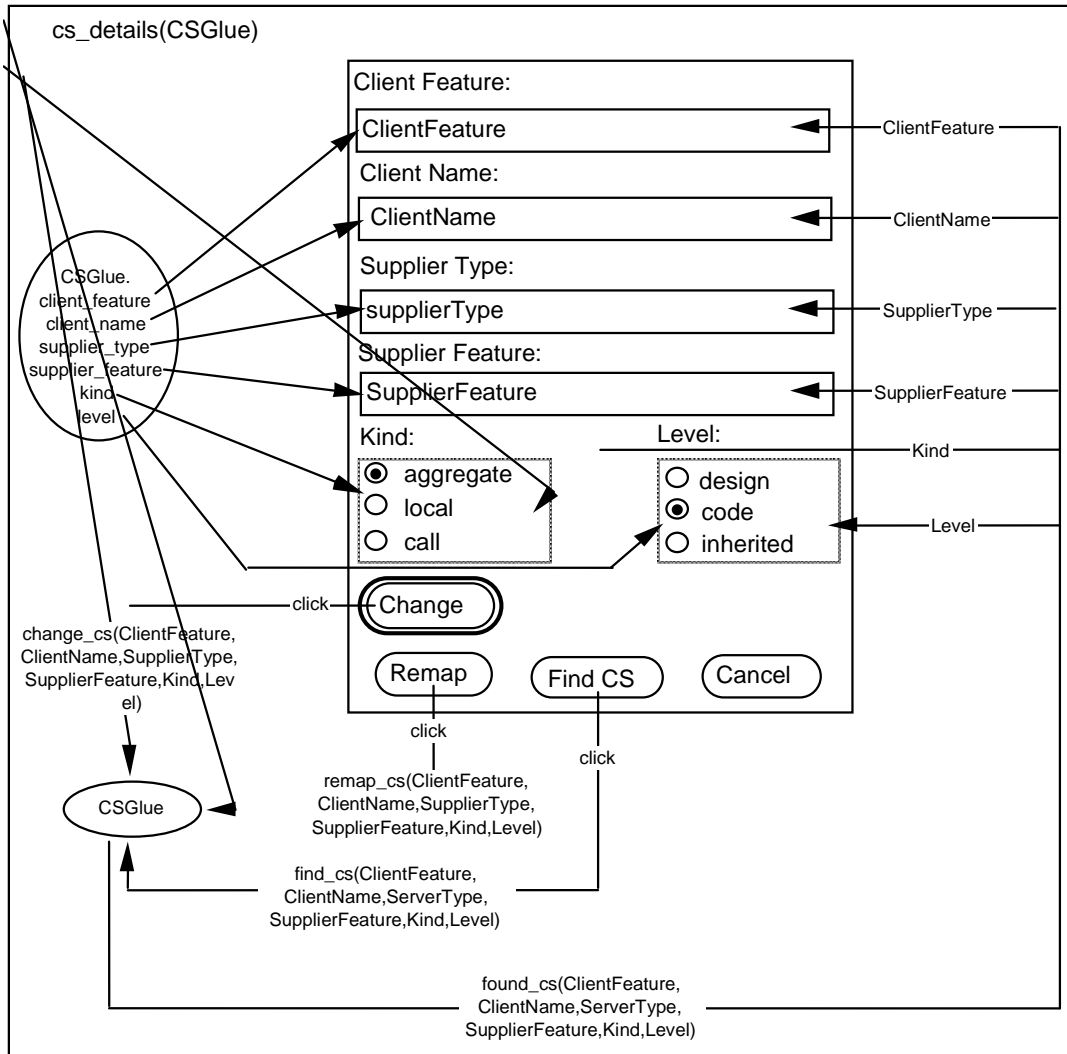 cs_details(CSGlue)
Client Feature:
ClientFeature
ClientFeature
Client Name:
ClientName
ClientName
Supplier Type:
supplierType
SupplierType
Supplier Feature:
SupplierFeature
SupplierFeature
CSGlue.
client_feature
client_name
supplier_type
supplier_feature
kind
level
Kind:
aggregate
local
call
Level:
design
code
inherited
Kind
Level
click
Change
change_cs(ClientFeature,
ClientName,SupplierType,
SupplierFeature,Kind,Lev
el)
Remap
Find CS
Cancel
click
click
remap_cs(ClientFeature,
ClientName,SupplierType,
SupplierFeature,Kind,Level)
CSGlue
find_cs(ClientFeature,
ClientName,ServerType,
SupplierFeature,Kind,Level)
found_cs(ClientFeature,
ClientName,ServerType,
SupplierFeature,Kind,Level)